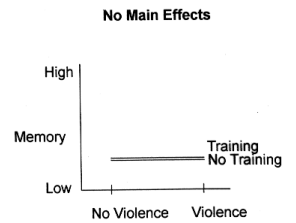 No Main Effects
High
Memory
Training
No Training
Low
No Violence
Violence